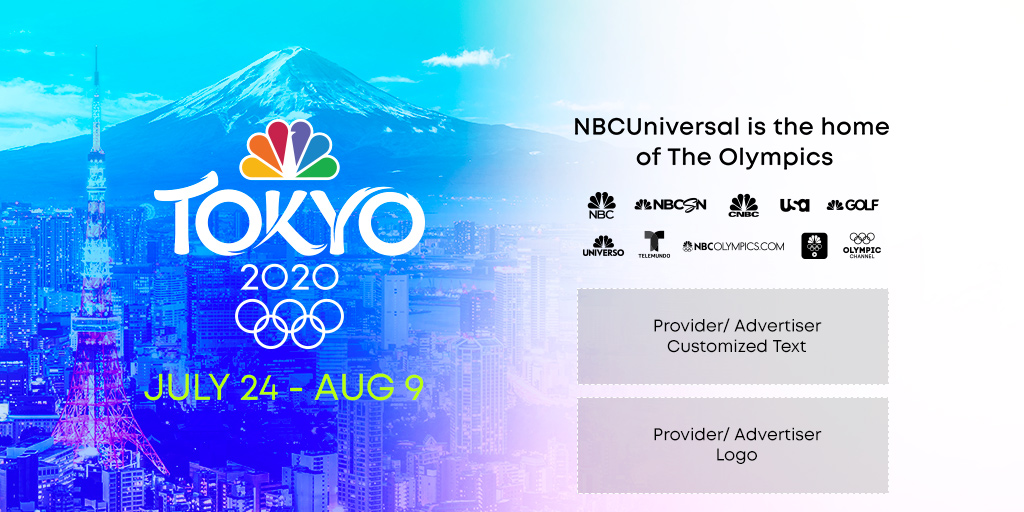 TOKYO
2020
JULY 24 - AUG 9
NBCUniversal is the home
of The Olympics
NBC
NBCSN
CNBC
USA
GOLF
UNIVERSO
TELEMUNDO
NBCOLYMPICS.COM
OLYMPIC
CHANNEL
Provider/ Advertiser
Customized Text
Provider/ Advertiser
Logo